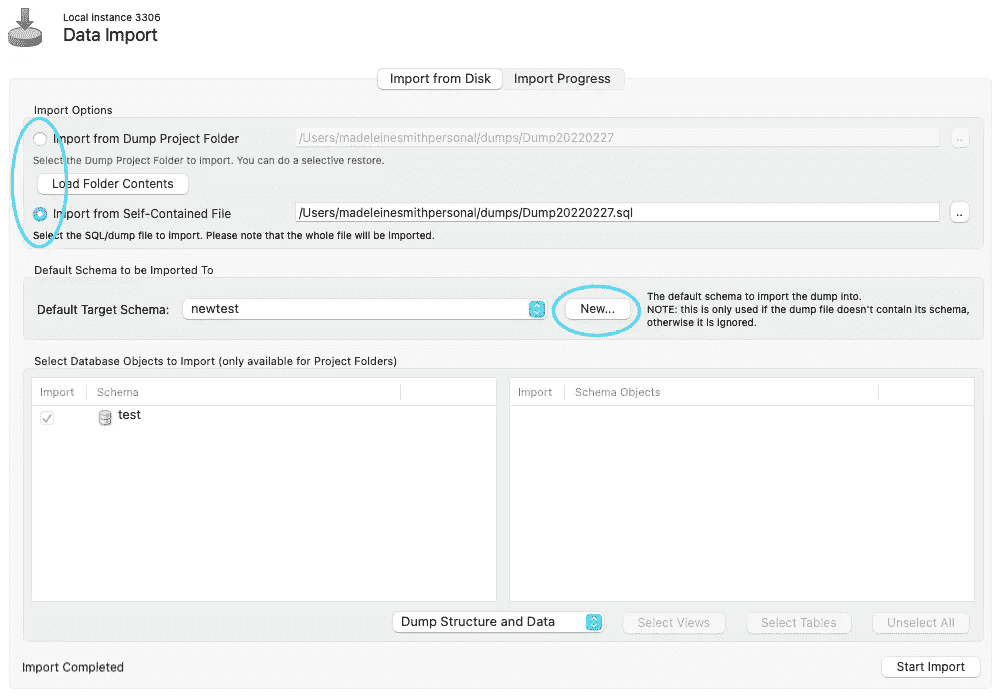 Local instance 3306
Data Import
Import from Disk Import Progress
Import Options
Import from Dump Project Folder /Users/madeleinesmithpersonal/dumps/Dump20220227 ..
Select the Dump Project Folder to import. You can do a selective restore.
Load Folder Contents
Import from Self-Contained File /Users/madeleinesmithpersonal/dumps/Dump20220227.sql ..
Select the SQL/dump file to import. Please note that the whole file will be imported.
Default Schema to be Imported To
Default Target Schema: newtest New...
The default schema to import the dump into.
NOTE: this is only used if the dump file doesn't contain its schema,
otherwise it is ignored.
Select Database Objects to Import (only available for Project Folders)
Import Schema Import Schema Objects
test
Dump Structure and Data Select Views Select Tables Unselect All
Import Completed Start Import